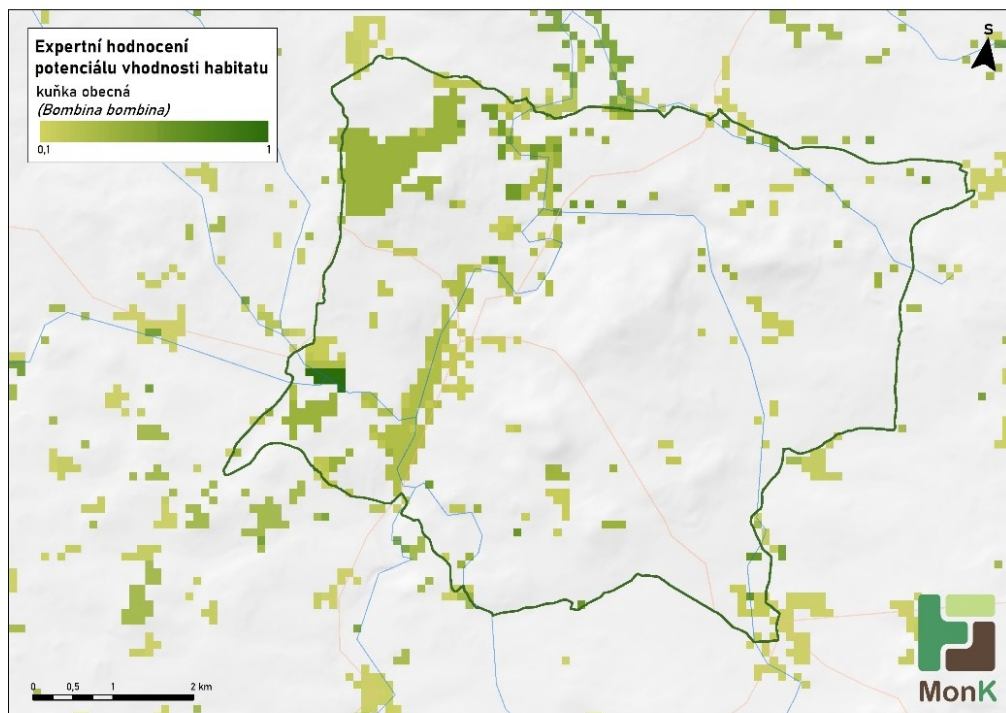 Expertní hodnocení
potenciálu vhodnosti habitatu
kuňka obecná
(Bombina bombina)
0,1 1
S
0 0,5 1 2 km
MonK